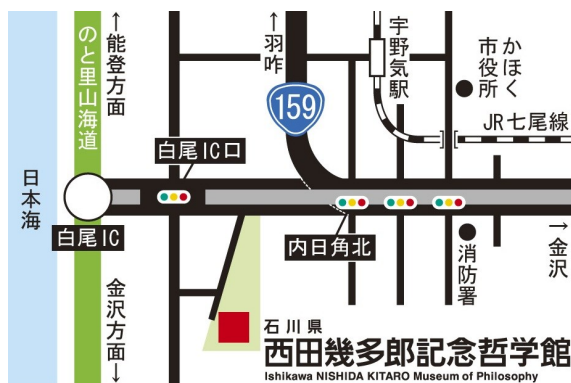 ←能登方面
のと里山海道
←羽咋
159
宇野気駅
かほく
市役所
JR七尾線
白尾IC口
日本海
白尾IC
内日角北
消防署
→金沢
金沢方面→
石川県
西田幾多郎記念哲学館
Ishikawa NISHIDA KITARO Museum of Philosophy